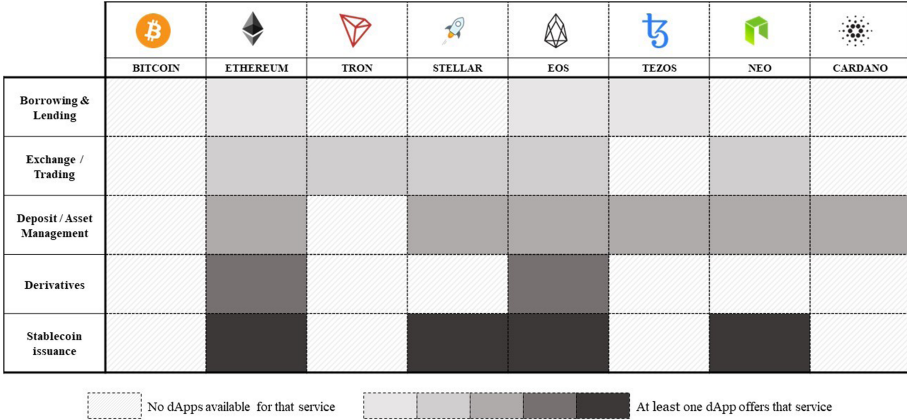 BITCOIN ETHEREUM TRON STELLAR EOS TEZOS NEO CARDANO
Borrowing &
Lending
Exchange /
Trading
Deposit / Asset
Management
Derivatives
Stablecoin
issuance
No dApps available for that service At least one dApp offers that service